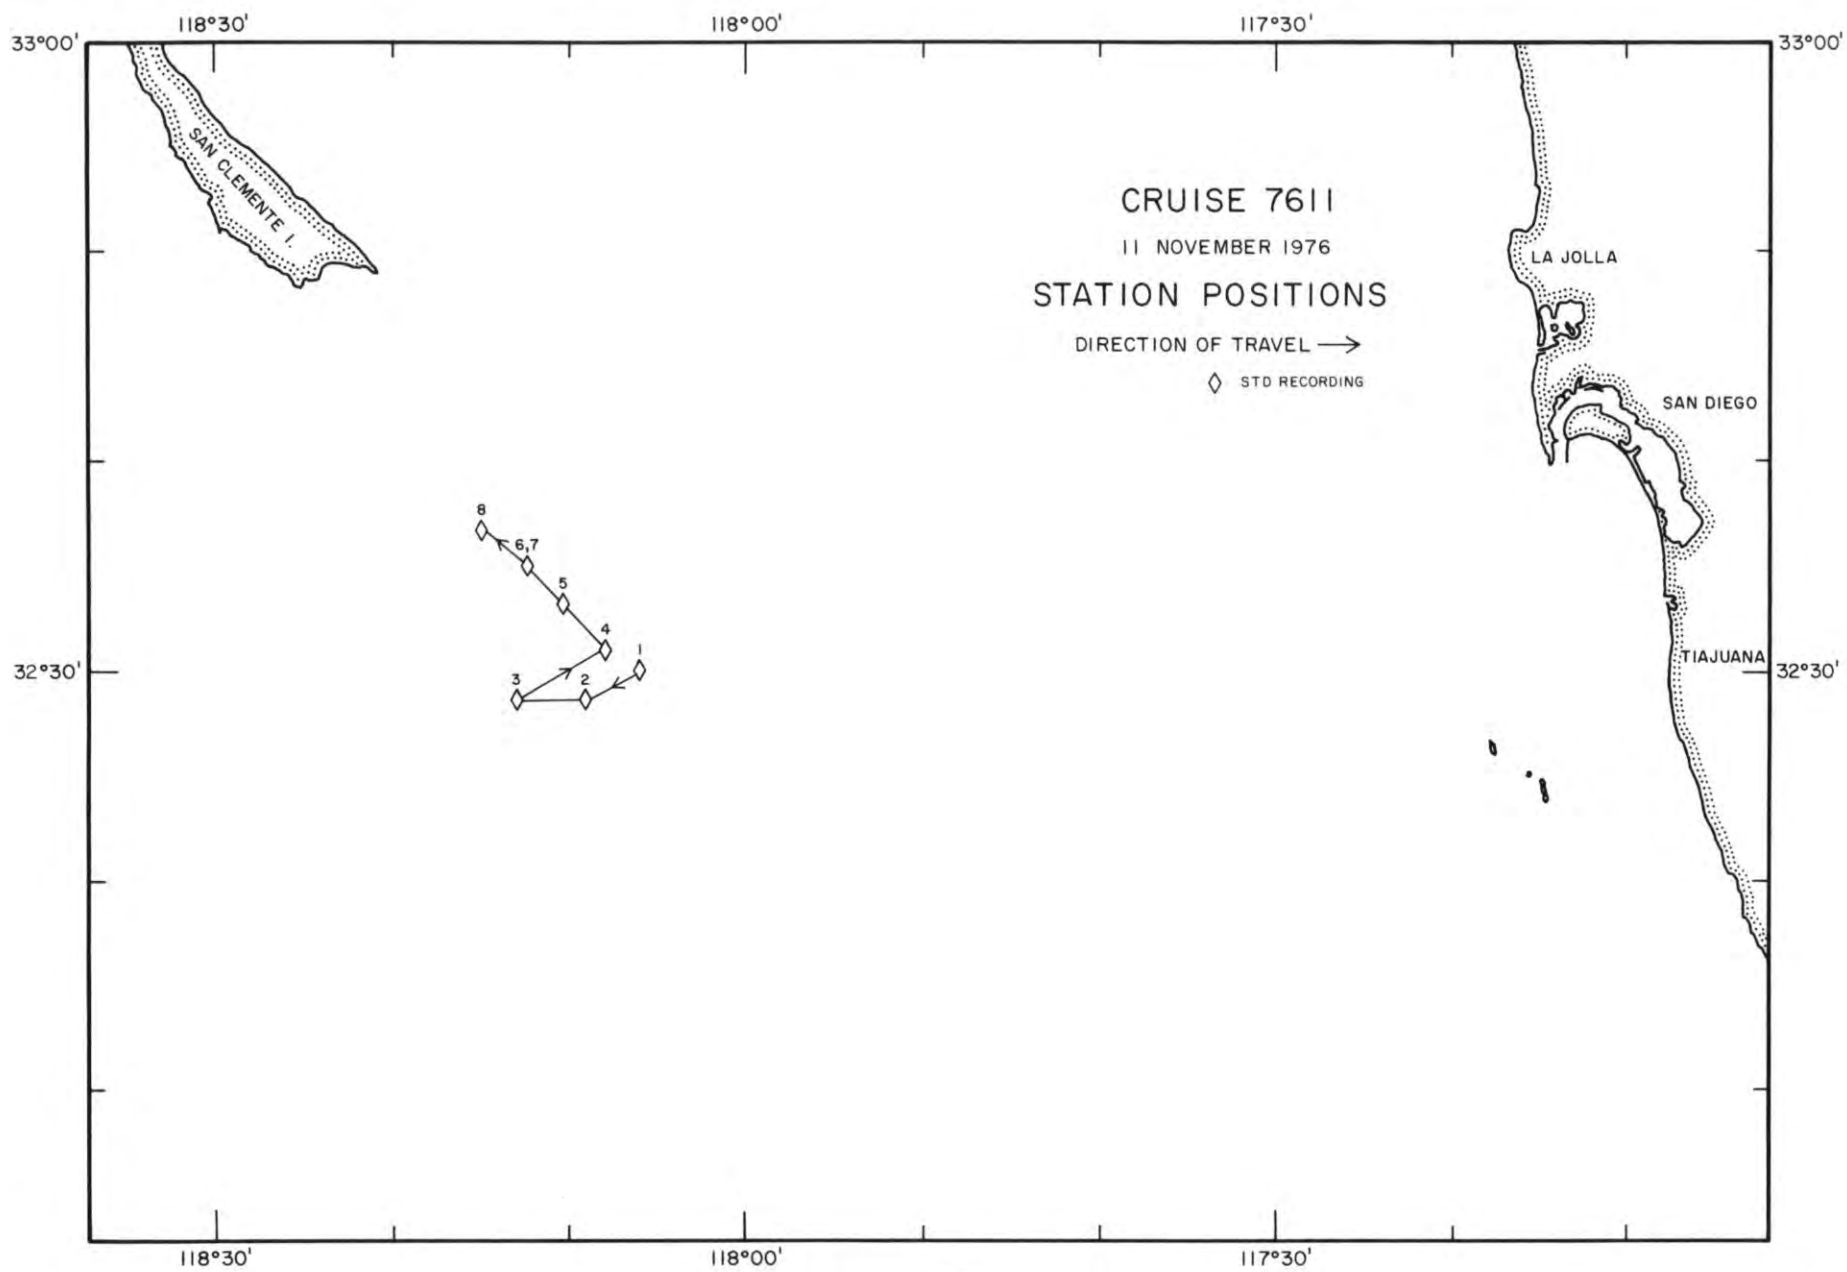 118°30' 118°00' 117°30'
33°00' 33°00'
SAN CLEMENTE I.
CRUISE 7611
11 NOVEMBER 1976
STATION POSITIONS
DIRECTION OF TRAVEL
STD RECORDING
LA JOLLA
SAN DIEGO
8
6,7
5
4
1
3 2
32°30' TIAJUANA 32°30'
118°30' 118°00' 117°30'